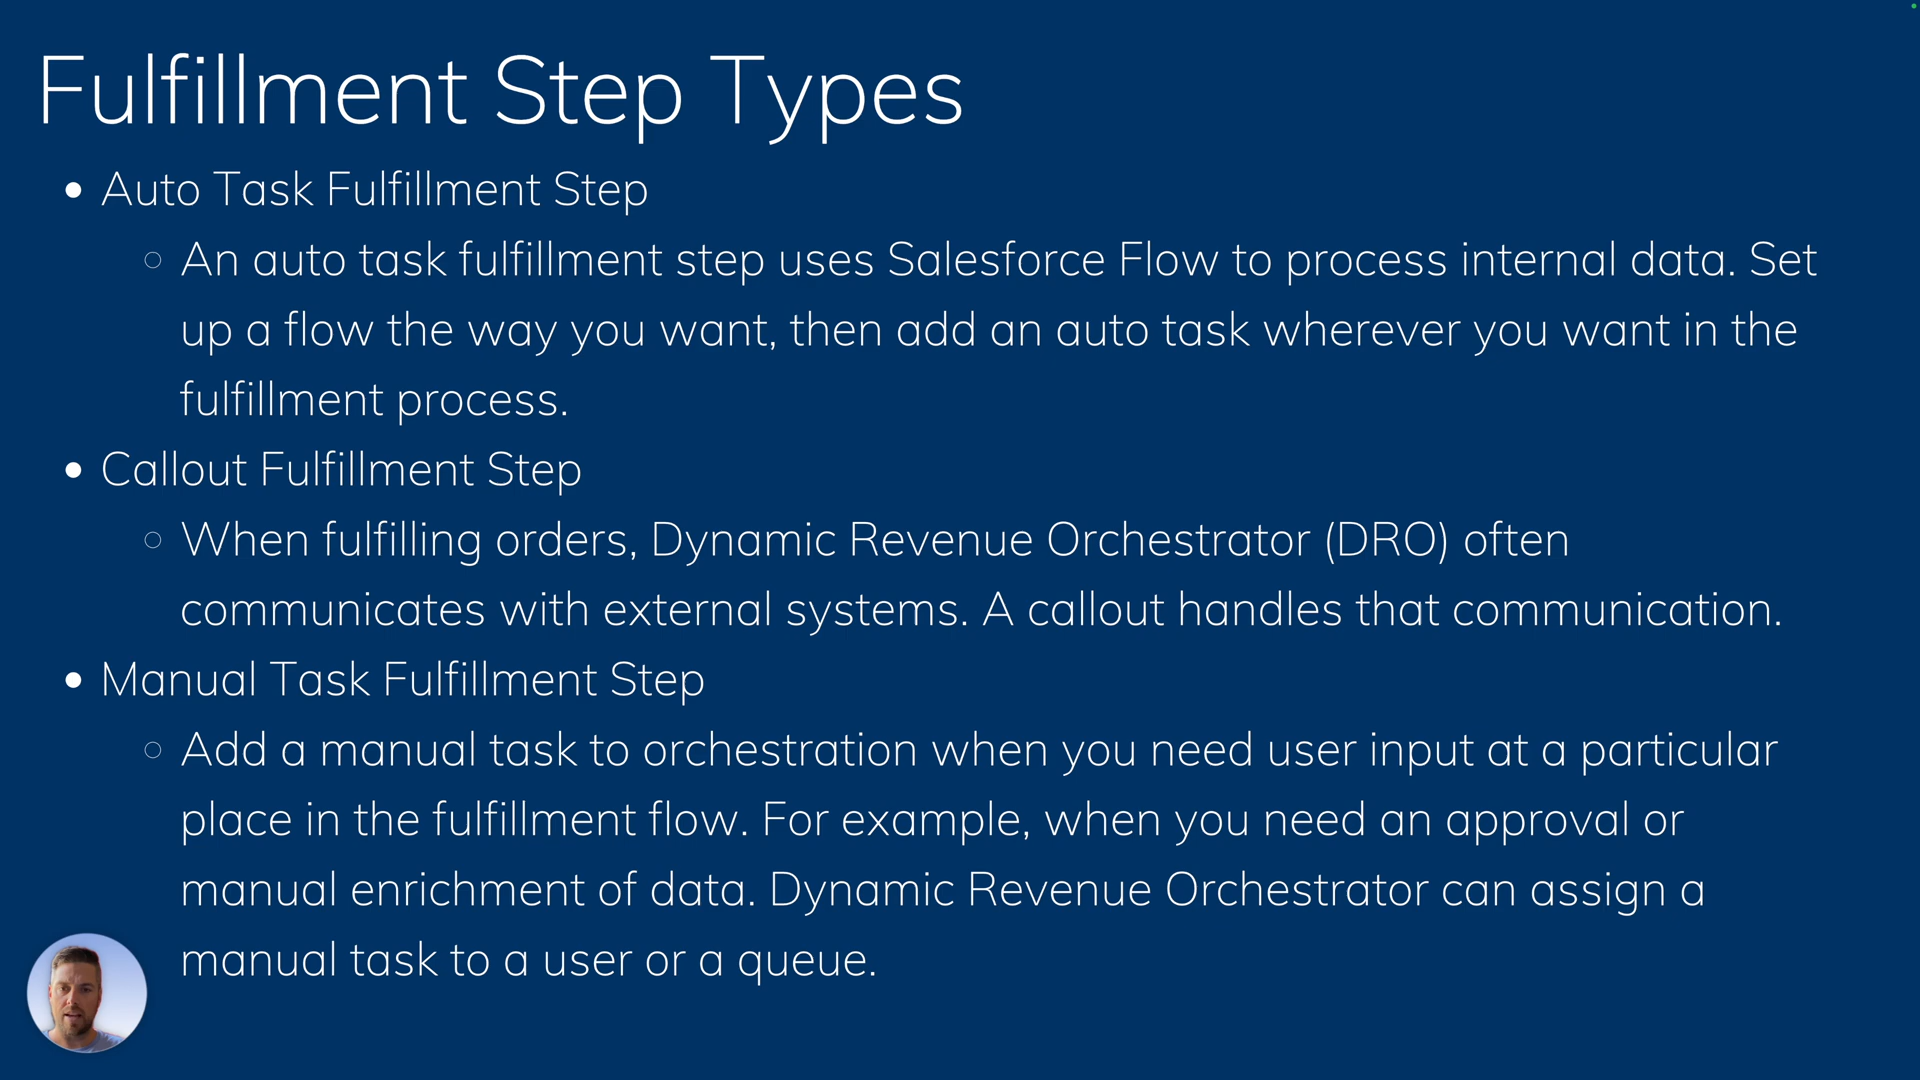 Fulfillment Step Types
• Auto Task Fulfillment Step
○ An auto task fulfillment step uses Salesforce Flow to process internal data. Set
up a flow the way you want, then add an auto task wherever you want in the
fulfillment process.
• Callout Fulfillment Step
○ When fulfilling orders, Dynamic Revenue Orchestrator (DRO) often
communicates with external systems. A callout handles that communication.
• Manual Task Fulfillment Step
○ Add a manual task to orchestration when you need user input at a particular
place in the fulfillment flow. For example, when you need an approval or
manual enrichment of data. Dynamic Revenue Orchestrator can assign a
manual task to a user or a queue.